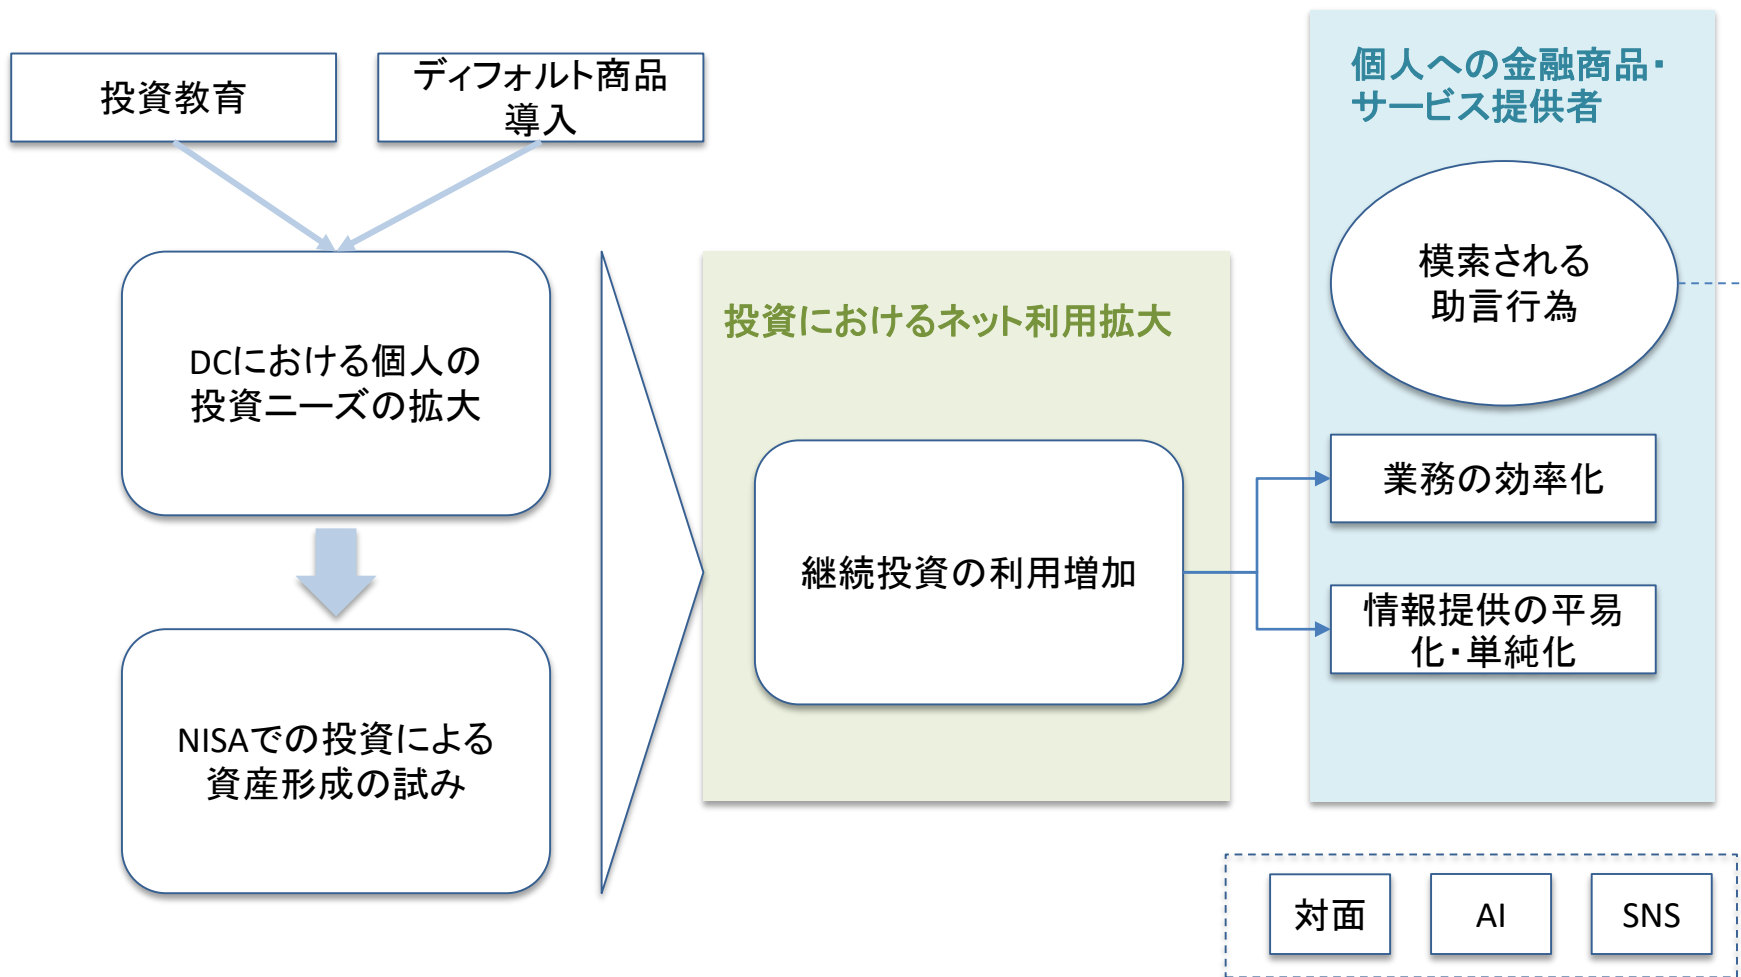 投資教育
ディフォルト商品
導入
DCにおける個人の
投資ニーズの拡大
NISAでの投資による
資産形成の試み
投資におけるネット利用拡大
継続投資の利用増加
個人への金融商品・
サービス提供者
模索される
助言行為
業務の効率化
情報提供の平易
化・単純化
対面
AI
SNS